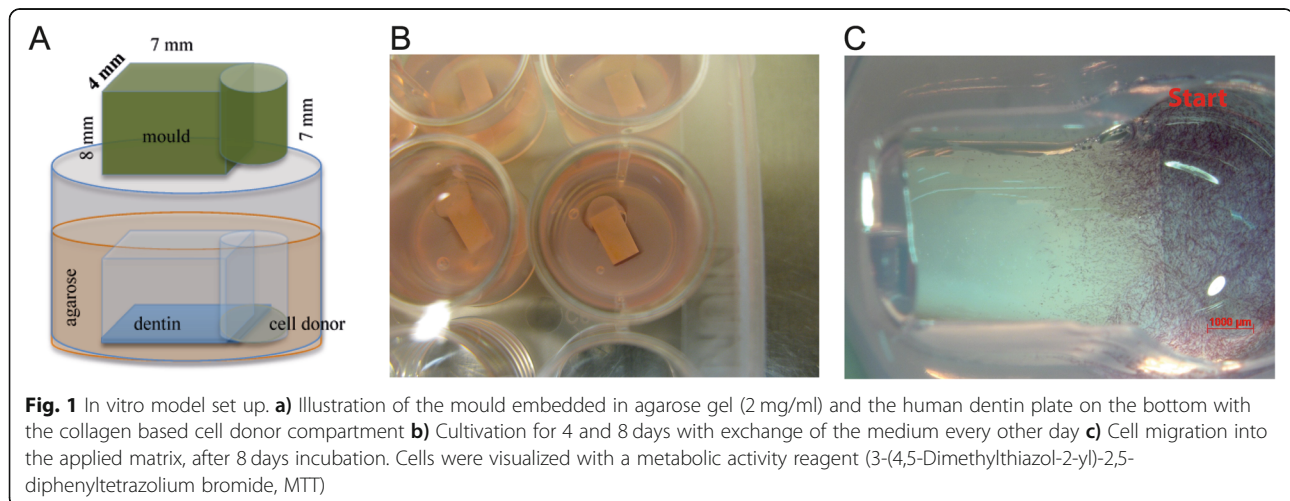 A
7 mm
4 mm
mould
8 mm
7 mm
agarose
dentin
cell donor
B
C
Start
1000 µm
Fig. 1 In vitro model set up. a) Illustration of the mould embedded in agarose gel (2 mg/ml) and the human dentin plate on the bottom with
the collagen based cell donor compartment b) Cultivation for 4 and 8 days with exchange of the medium every other day c) Cell migration into
the applied matrix, after 8 days incubation. Cells were visualized with a metabolic activity reagent (3-(4,5-Dimethylthiazol-2-yl)-2,5-
diphenyltetrazolium bromide, MTT)